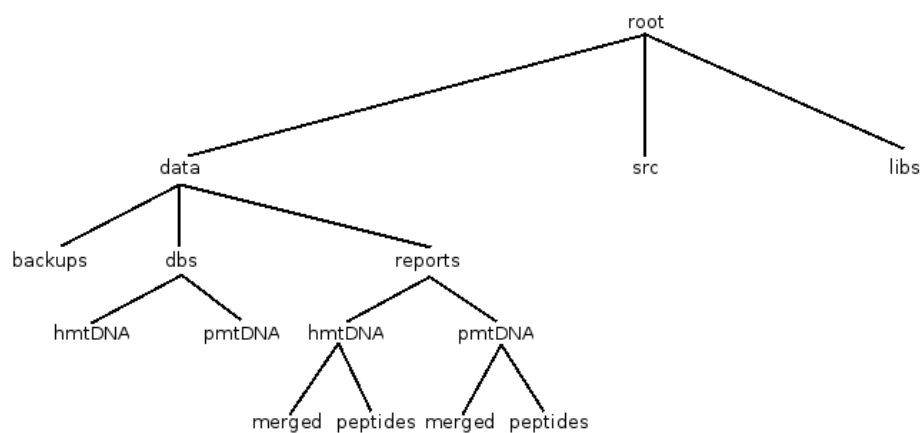 root
data src libs
backups dbs reports
hmtDNA pmtDNA hmtDNA pmtDNA
merged peptides merged peptides